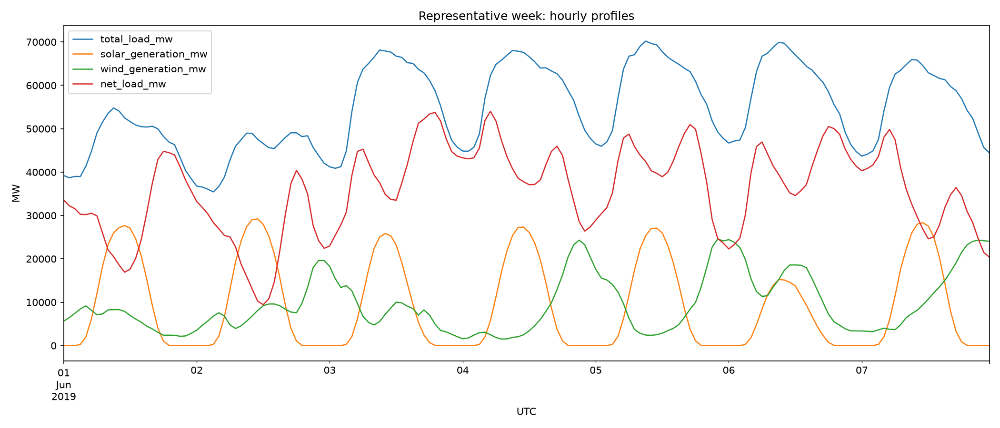 Representative week: hourly profiles
total_load_mw
solar_generation_mw
wind_generation_mw
net_load_mw
70000
60000
50000
40000
30000
20000
10000
0
MW
01 02 03 04 05 06 07
Jun
2019
UTC